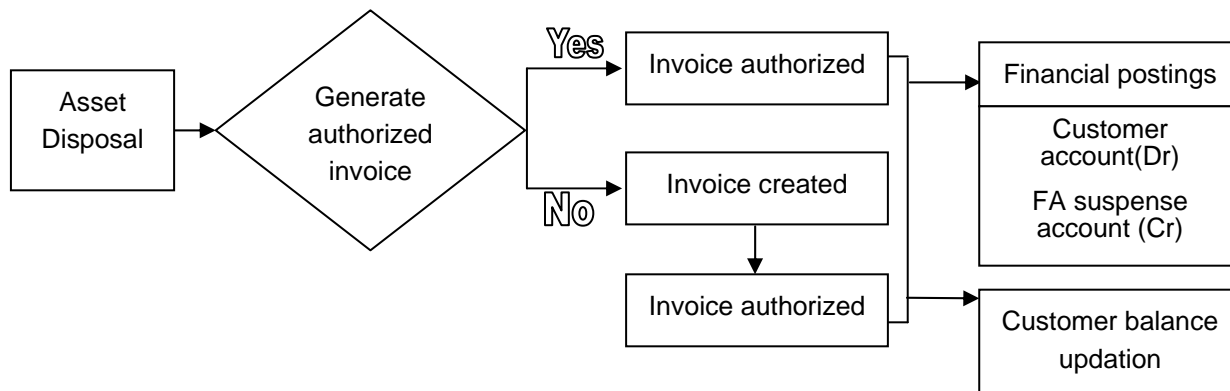 Asset
Disposal
Generate
authorized
invoice
Yes
No
Invoice authorized
Invoice created
Invoice authorized
Financial postings
Customer
account(Dr)
FA suspense
account (Cr)
Customer balance
updation